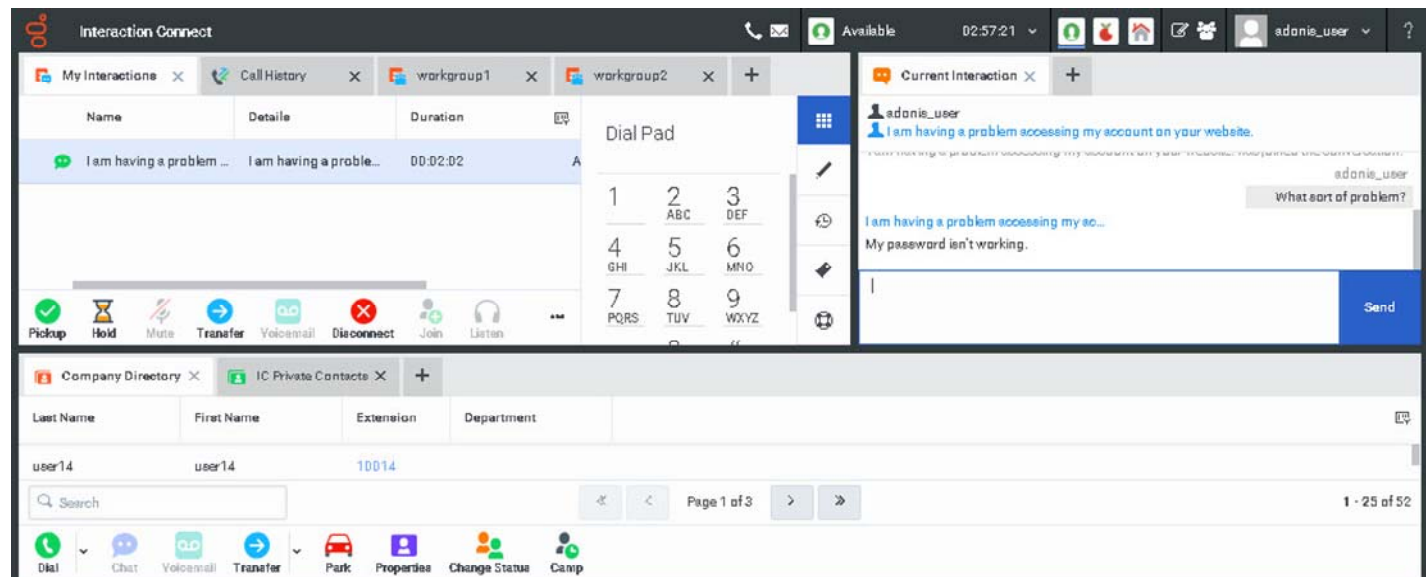 Interaction Connect
Available
02:57:21
adonis_user
?
My Interactions
Call History
workgroup1
workgroup2
Current Interaction
Name
Details
Duration
I am having a problem ...
I am having a proble...
00:02:02
A
Dial Pad
1
2
ABC
3
DEF
4
GHI
5
JKL
6
MNO
7
PQRS
8
TUV
9
WXYZ
Pickup
Hold
Mute
Transfer
Voicemail
Disconnect
Join
Listen
adonis_user
I am having a problem accessing my account on your website.
adonis_user
What sort of problem?
I am having a problem accessing my ac...
My password isn't working.
Send
Company Directory
IC Private Contacts
Last Name
First Name
Extension
Department
user14
user14
10014
Search
Page 1 of 3
1 - 25 of 52
Dial
Chat
Voicemail
Transfer
Park
Properties
Change Status
Camp